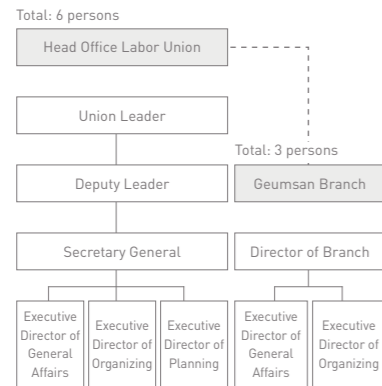 Total: 6 persons
Head Office Labor Union
Union Leader
Total: 3 persons
Deputy Leader
Geumsan Branch
Secretary General
Director of Branch
Executive
Director of
General
Affairs
Executive
Director of
Organizing
Executive
Director of
Planning
Executive
Director of
General
Affairs
Executive
Director of
Organizing